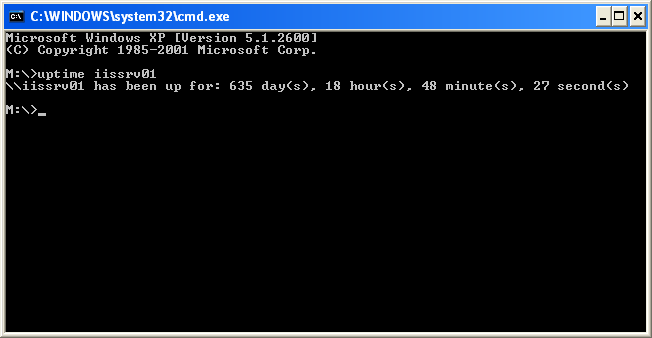 C:\WINDOWS\system32\cmd.exe
Microsoft Windows XP [Version 5.1.2600]
(C) Copyright 1985-2001 Microsoft Corp.
M:\>uptime iissrv01
\\iissrv01 has been up for: 635 day(s), 18 hour(s), 48 minute(s), 27 second(s)
M:\>_